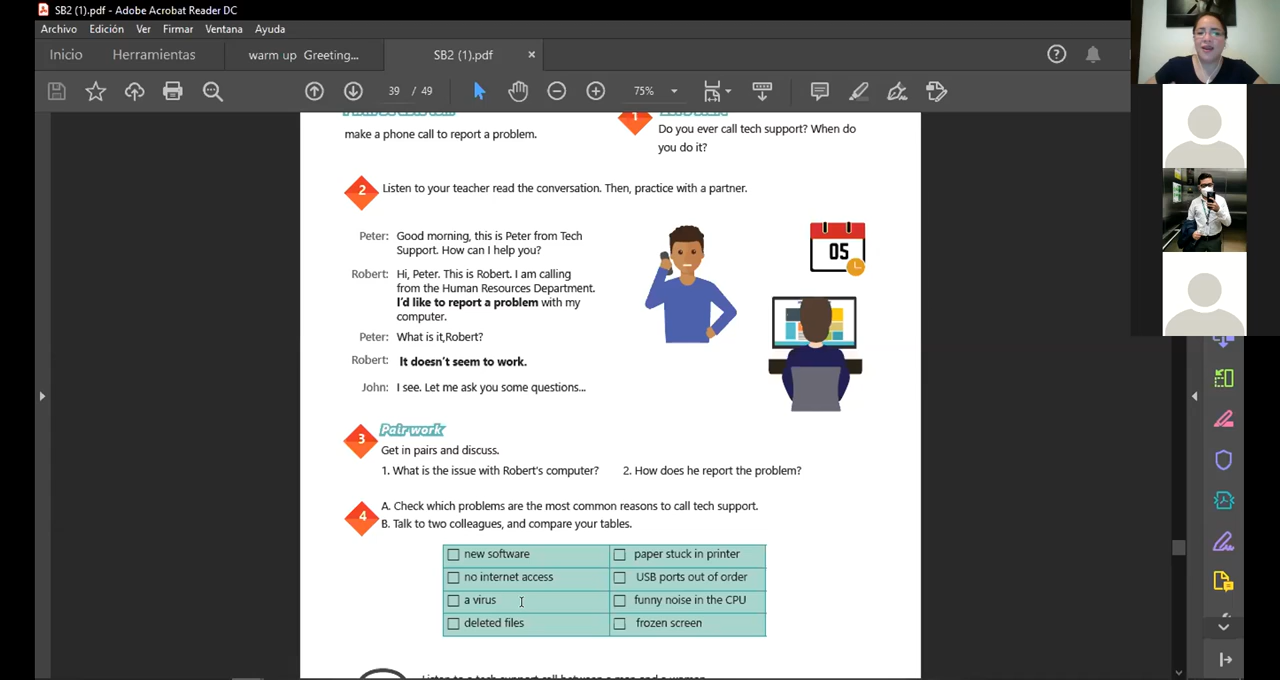 SB2 (1).pdf - Adobe Acrobat Reader DC
Archivo Edición Ver Firmar Ventana Ayuda
Inicio Herramientas warm up Greeting... SB2 (1).pdf ×
39 / 49 75%
make a phone call to report a problem.
1
Do you ever call tech support? When do
you do it?
2 Listen to your teacher read the conversation. Then, practice with a partner.
Peter: Good morning, this is Peter from Tech
Support. How can I help you?
Robert: Hi, Peter. This is Robert. I am calling
from the Human Resources Department.
I'd like to report a problem with my
computer.
Peter: What is it,Robert?
Robert: It doesn't seem to work.
John: I see. Let me ask you some questions...
05
3 Pair work
Get in pairs and discuss.
1. What is the issue with Robert's computer? 2. How does he report the problem?
4 A. Check which problems are the most common reasons to call tech support.
B. Talk to two colleagues, and compare your tables.
new software paper stuck in printer
no internet access USB ports out of order
a virus funny noise in the CPU
deleted files frozen screen
Listen to a tech support call between a man and a woman